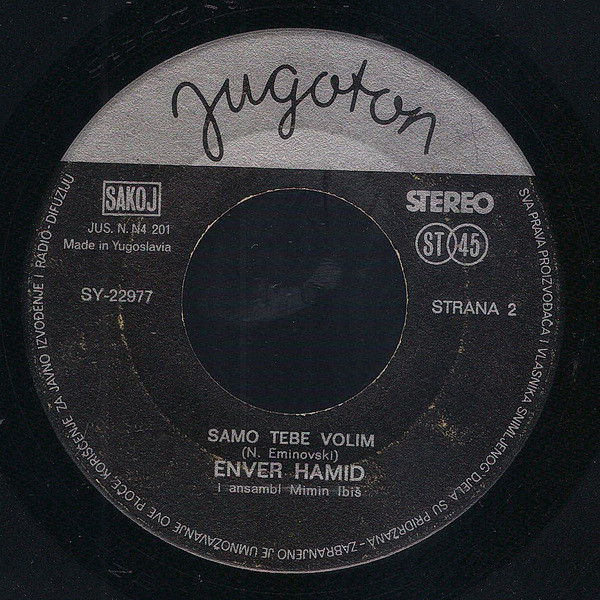 jugoton
SAKOJ
JUS. N. N4 201
Made in Yugoslavia
STEREO
ST 45
SY-22977
STRANA 2
SAMO TEBE VOLIM
(N. Eminovski)
ENVER HAMID
i ansambl Mimin Ibiš
SVA PRAVA PROIZVOĐAČA I VLASNIKA SNIMLJENOG DJELA SU PRIDRŽANA - ZABRANJENO JE UMNOŽAVANJE OVE PLOČE, KORIŠĆENJE ZA JAVNO IZVOĐENJE I RADIO-DIFUZIJU